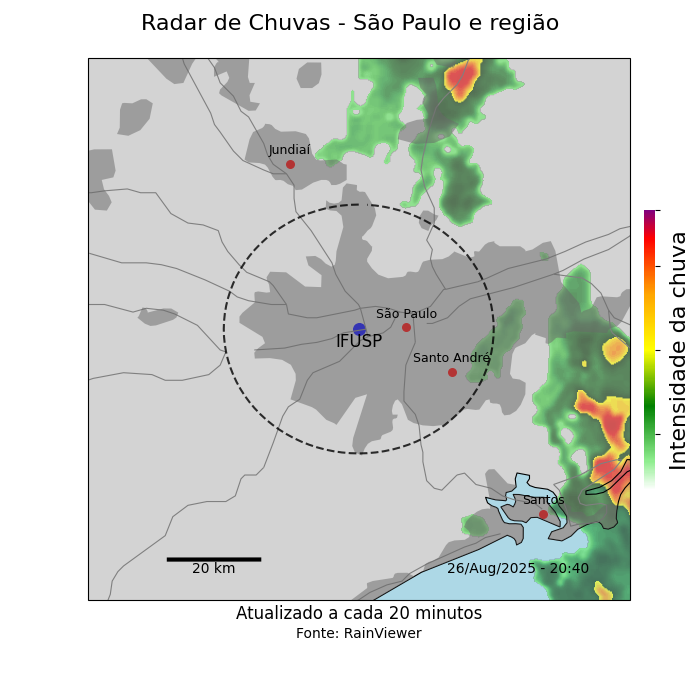 Radar de Chuvas - São Paulo e região
Jundiaí
São Paulo
IFUSP
Santo André
Santos
20 km
26/Aug/2025 - 20:40
Intensidade da chuva
Atualizado a cada 20 minutos
Fonte: RainViewer